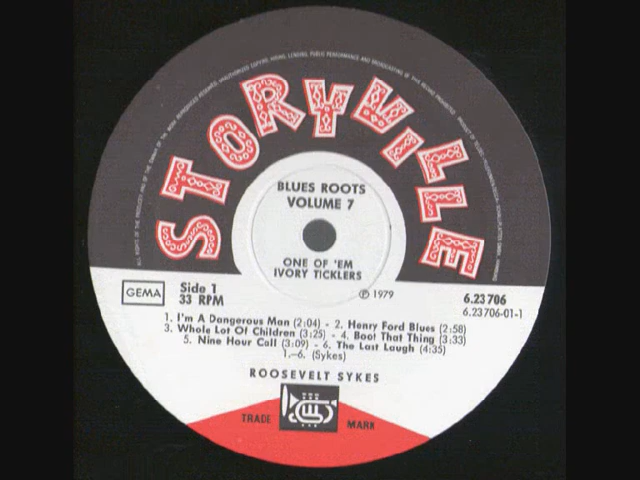 STORYVILLE
BLUES ROOTS
VOLUME 7
ONE OF 'EM
IVORY TICKLERS
GEMA
Side 1
33 RPM
℗ 1979
6.23706
6.23706-01-1
1. I'm A Dangerous Man (2:04) - 2. Henry Ford Blues (2:58)
3. Whole Lot Of Children (3:25) - 4. Boot That Thing (3:33)
5. Nine Hour Call (3:09) - 6. The Last Laugh (4:35)
1.-6. (Sykes)
ROOSEVELT SYKES
TRADE MARK